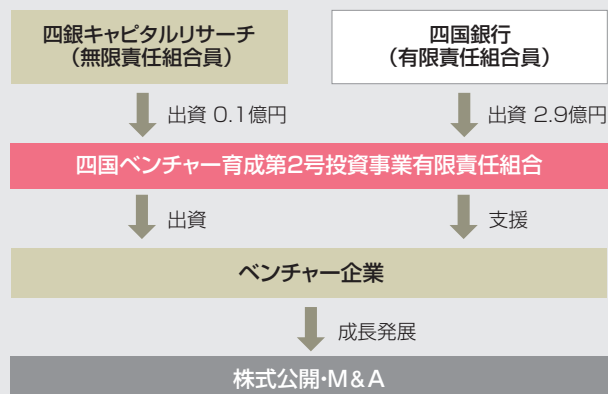 四銀キャピタルリサーチ
（無限責任組合員）
四国銀行
（有限責任組合員）
出資 0.1億円
出資 2.9億円
四国ベンチャー育成第2号投資事業有限責任組合
出資
支援
ベンチャー企業
成長発展
株式公開･M&A